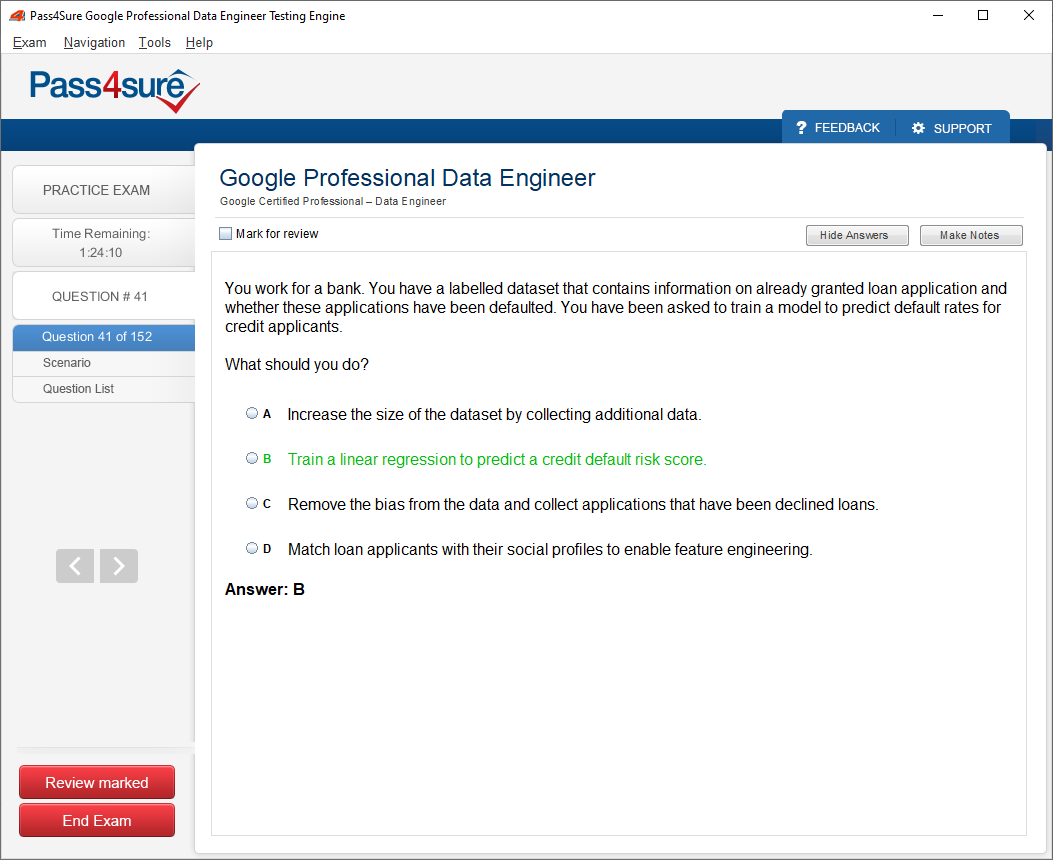 Pass4Sure Google Professional Data Engineer Testing Engine
Exam Navigation Tools Help
Pass4sure
? FEEDBACK SUPPORT
PRACTICE EXAM
Time Remaining:
1:24:10
QUESTION # 41
Question 41 of 152
Scenario
Question List
Review marked
End Exam
Google Professional Data Engineer
Google Certified Professional – Data Engineer
Mark for review
Hide Answers Make Notes
You work for a bank. You have a labelled dataset that contains information on already granted loan application and
whether these applications have been defaulted. You have been asked to train a model to predict default rates for
credit applicants.
What should you do?
A Increase the size of the dataset by collecting additional data.
B Train a linear regression to predict a credit default risk score.
C Remove the bias from the data and collect applications that have been declined loans.
D Match loan applicants with their social profiles to enable feature engineering.
Answer: B